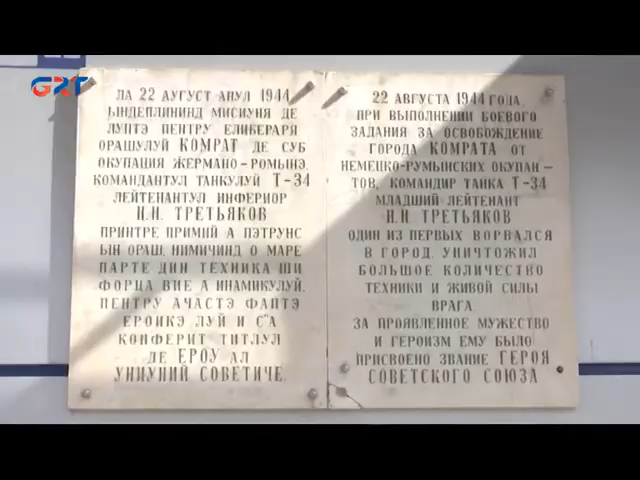 GRT
ЛА 22 АУГУСТ АНУЛ 1944,
ЫНДЕПЛИНИНД МИСИУНЯ ДЕ
ЛУПТЭ ПЕНТРУ ЕЛИБЕРАРЯ
ОРАШУЛУЙ КОМРАТ ДЕ СУБ
ОКУПАЦИЯ ЖЕРМАНО-РОМЫНЭ,
КОМАНДАНТУЛ ТАНКУЛУЙ Т-34
ЛЕЙТЕНАНТУЛ ИНФЕРИОР
Н.И. ТРЕТЬЯКОВ
ПРИНТРЕ ПРИМИЙ А ПЭТРУНС
ЫН ОРАШ, НИМИЧИНД О МАРЕ
ПАРТЕ ДИН ТЕХНИКА ШИ
ФОРЦА ВИЕ А ИНАМИКУЛУЙ.
ПЕНТРУ АЧАСТЭ ФАПТЭ
ЕРОИКЭ ЛУЙ И С'А
КОНФЕРИТ ТИТЛУЛ
ДЕ ЕРОУ АЛ
УНИУНИЙ СОВЕТИЧЕ.
22 АВГУСТА 1944 ГОДА,
ПРИ ВЫПОЛНЕНИИ БОЕВОГО
ЗАДАНИЯ ЗА ОСВОБОЖДЕНИЕ
ГОРОДА КОМРАТА ОТ
НЕМЕЦКО-РУМЫНСКИХ ОКУПАН-
ТОВ, КОМАНДИР ТАНКА Т-34
МЛАДШИЙ ЛЕЙТЕНАНТ
Н.И ТРЕТЬЯКОВ
ОДИН ИЗ ПЕРВЫХ ВОРВАЛСЯ
В ГОРОД, УНИЧТОЖИЛ
БОЛЬШОЕ КОЛИЧЕСТВО
ТЕХНИКИ И ЖИВОЙ СИЛЫ
ВРАГА.
ЗА ПРОЯВЛЕННОЕ МУЖЕСТВО
И ГЕРОИЗМ ЕМУ БЫЛО
ПРИСВОЕНО ЗВАНИЕ ГЕРОЯ
СОВЕТСКОГО СОЮЗА